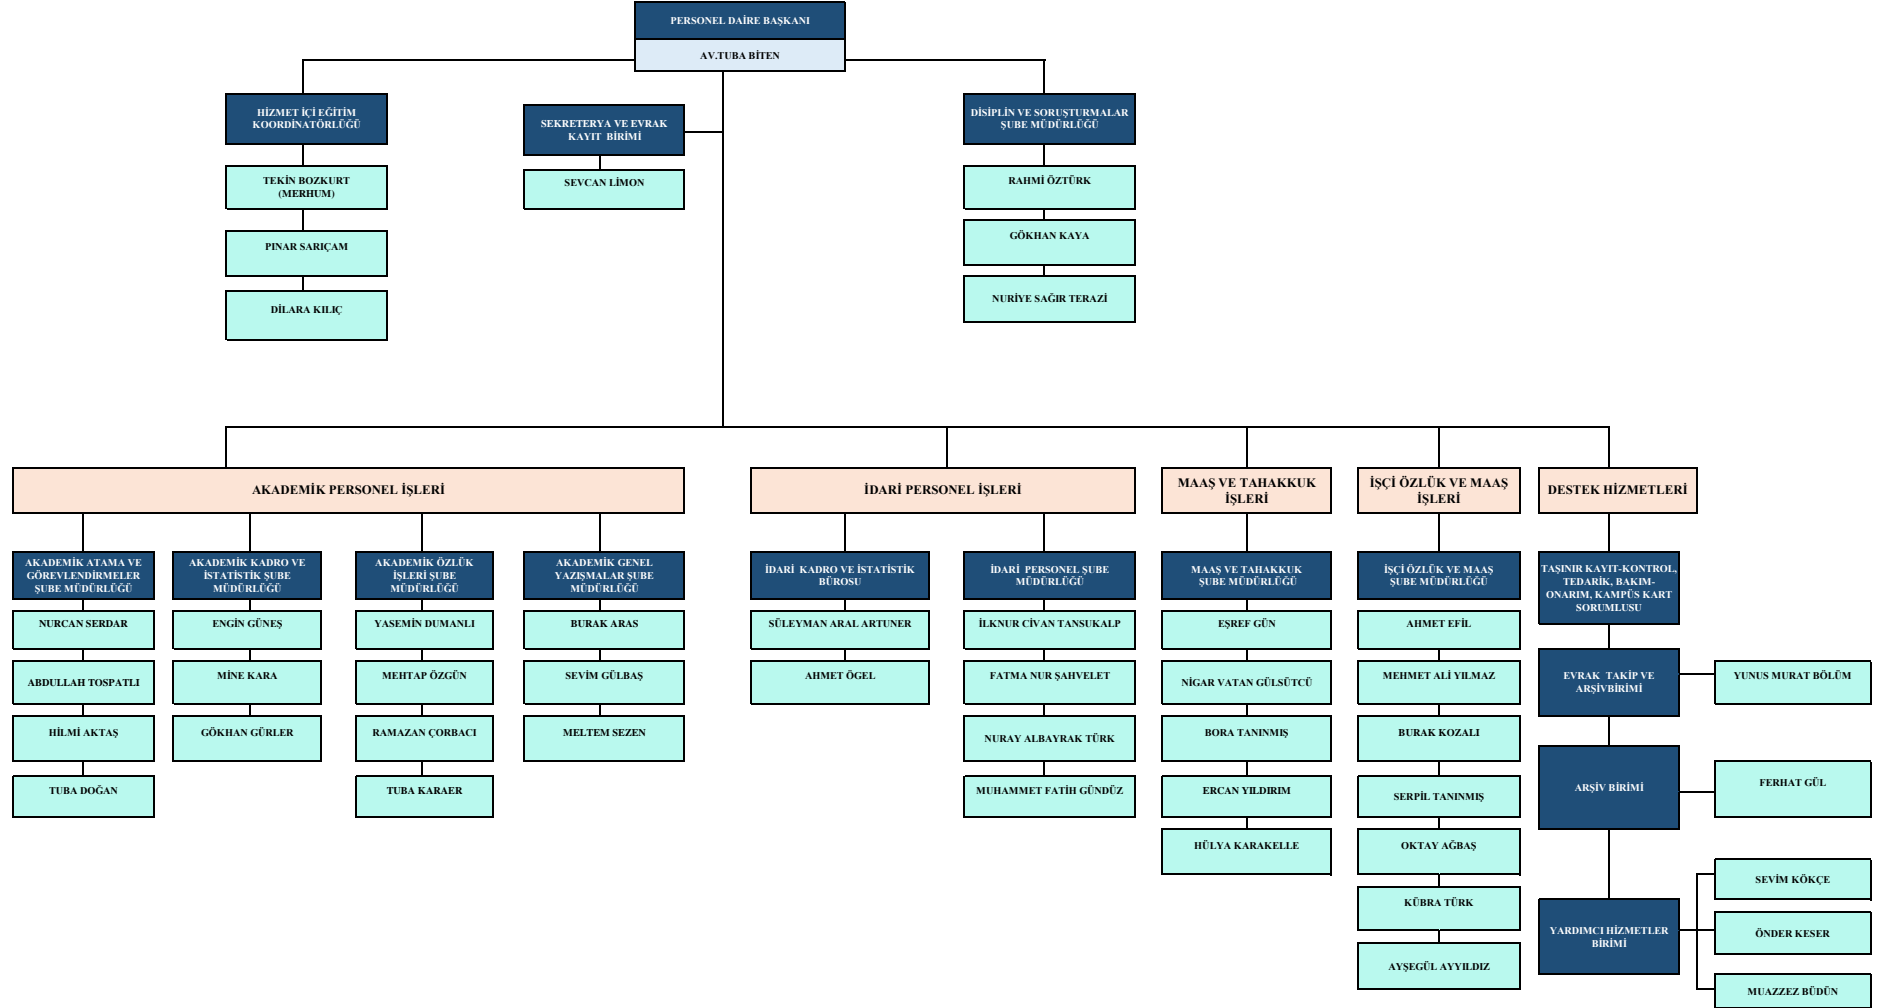 PERSONEL DAİRE BAŞKANI
AV.TUBA BİTEN
HİZMET İÇİ EĞİTİM
KOORDİNATÖRLÜĞÜ
TEKİN BOZKURT
(MERHUM)
PINAR SARIÇAM
DİLARA KILIÇ
SEKRETERYA VE EVRAK
KAYIT BİRİMİ
SEVCAN LİMON
DİSİPLİN VE SORUŞTURMALAR
ŞUBE MÜDÜRLÜĞÜ
RAHMİ ÖZTÜRK
GÖKHAN KAYA
NURİYE SAĞIR TERAZİ
AKADEMİK PERSONEL İŞLERİ
AKADEMİK ATAMA VE
GÖREVLENDİRMELER
ŞUBE MÜDÜRLÜĞÜ
NURCAN SERDAR
ABDULLAH TOSPATLI
HİLMİ AKTAŞ
TUBA DOĞAN
AKADEMİK KADRO VE
İSTATİSTİK ŞUBE
MÜDÜRLÜĞÜ
ENGİN GÜNEŞ
MİNE KARA
GÖKHAN GÜRLER
AKADEMİK ÖZLÜK
İŞLERİ ŞUBE
MÜDÜRLÜĞÜ
YASEMİN DUMANLI
MEHTAP ÖZGÜN
RAMAZAN ÇORBACI
TUBA KARAER
AKADEMİK GENEL
YAZIŞMALAR ŞUBE
MÜDÜRLÜĞÜ
BURAK ARAS
SEVİM GÜLBAŞ
MELTEM SEZEN
İDARİ PERSONEL İŞLERİ
İDARİ KADRO VE İSTATİSTİK
BÜROSU
SÜLEYMAN ARAL ARTUNER
AHMET ÖGEL
İDARİ PERSONEL ŞUBE
MÜDÜRLÜĞÜ
İLKNUR CİVAN TANSUKALP
FATMA NUR ŞAHVELET
NURAY ALBAYRAK TÜRK
MUHAMMET FATİH GÜNDÜZ
MAAŞ VE TAHAKKUK
İŞLERİ
MAAŞ VE TAHAKKUK
ŞUBE MÜDÜRLÜĞÜ
EŞREF GÜN
NİGAR VATAN GÜLSÜTCÜ
BORA TANINMIŞ
ERCAN YILDIRIM
HÜLYA KARAKELLE
İŞÇİ ÖZLÜK VE MAAŞ
İŞLERİ
İŞÇİ ÖZLÜK VE MAAŞ
ŞUBE MÜDÜRLÜĞÜ
AHMET EFİL
MEHMET ALİ YILMAZ
BURAK KOZALI
SERPİL TANINMIŞ
OKTAY AĞBAŞ
KÜBRA TÜRK
AYŞEGÜL AYYILDIZ
DESTEK HİZMETLERİ
TAŞINIR KAYIT-KONTROL,
TEDARİK, BAKIM-
ONARIM, KAMPÜS KART
SORUMLUSU
EVRAK TAKİP VE
ARŞİVBİRİMİ
YUNUS MURAT BÖLÜM
ARŞİV BİRİMİ
FERHAT GÜL
YARDIMCI HİZMETLER
BİRİMİ
SEVİM KÖKÇE
ÖNDER KESER
MUAZZEZ BÜDÜN